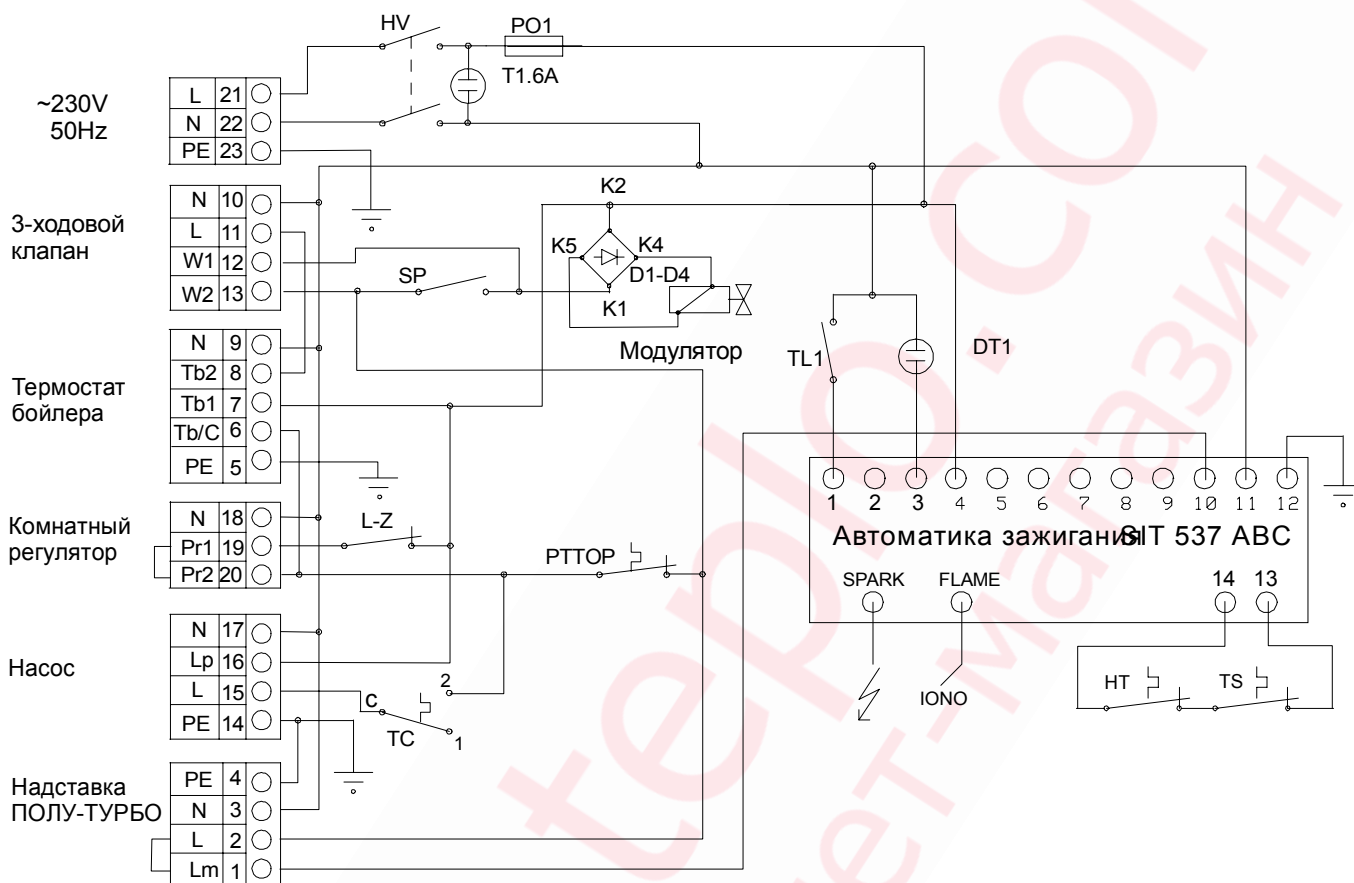 HV
PO1
T1.6A
~230V
50Hz
L 21
N 22
PE 23
3-ходовой
клапан
N 10
L 11
W1 12
W2 13
SP
K2
K5
K4
D1-D4
K1
Модулятор
Термостат
бойлера
N 9
Tb2 8
Tb1 7
Tb/C 6
PE 5
TL1
DT1
Комнатный
регулятор
N 18
Pr1 19
Pr2 20
L-Z
PTTOP
1 2 3 4 5 6 7 8 9 10 11 12
Автоматика зажигания SIT 537 ABC
SPARK
FLAME
14 13
IONO
HT
TS
Насос
N 17
Lp 16
L 15
PE 14
C
2
1
TC
Надставка
ПОЛУ-ТУРБО
PE 4
N 3
L 2
Lm 1
teplo.com
нет-магазин